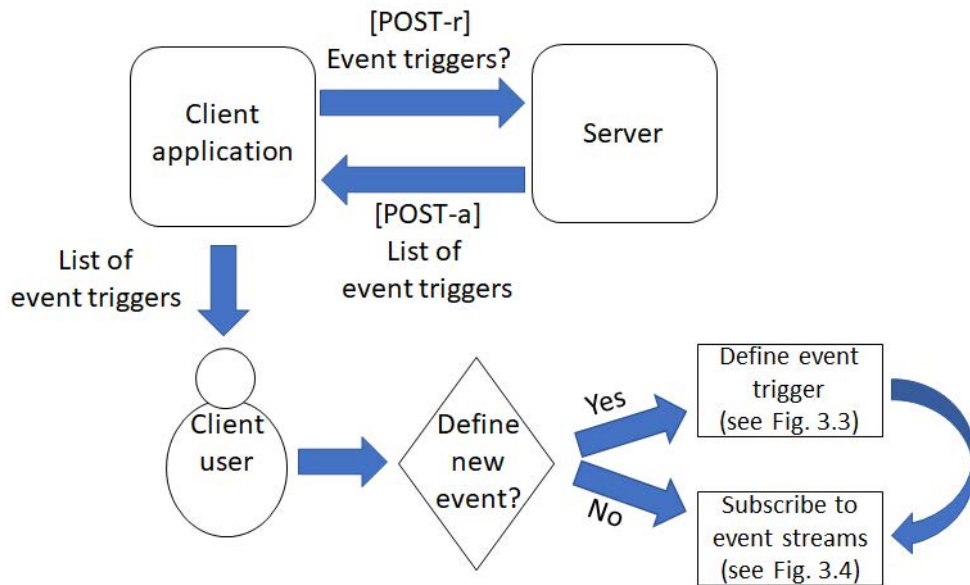 [POST-r]
Event triggers?
Client
application
Server
[POST-a]
List of
event triggers
List of
event triggers
Client
user
Define
new
event?
Yes
No
Define event
trigger
(see Fig. 3.3)
Subscribe to
event streams
(see Fig. 3.4)